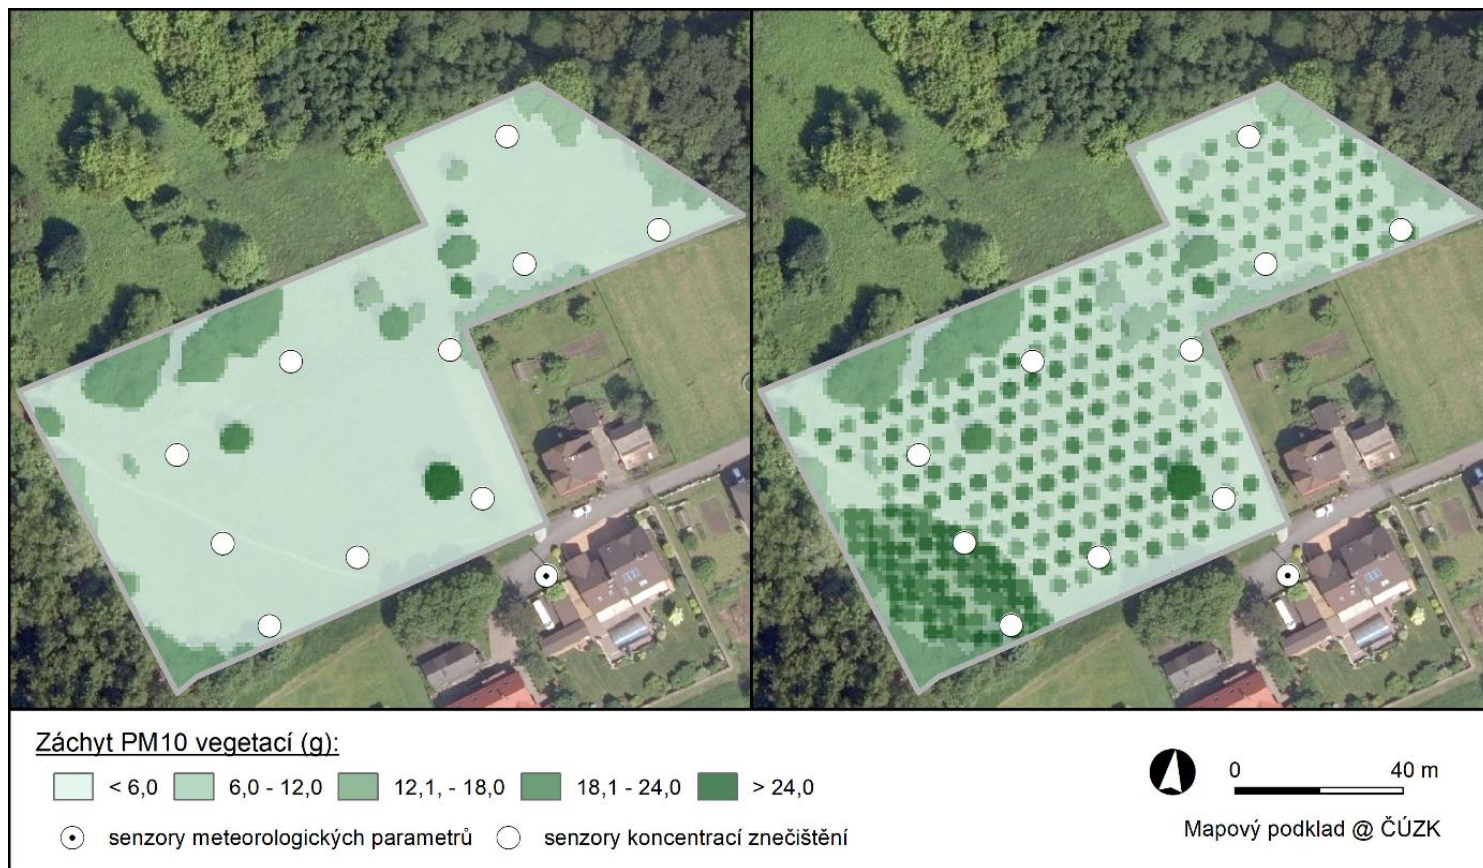 Záchyt PM10 vegetací (g):
< 6,0 6,0 - 12,0 12,1, - 18,0 18,1 - 24,0 > 24,0
senzory meteorologických parametrů senzory koncentrací znečištění
0 40 m
Mapový podklad @ ČÚZK